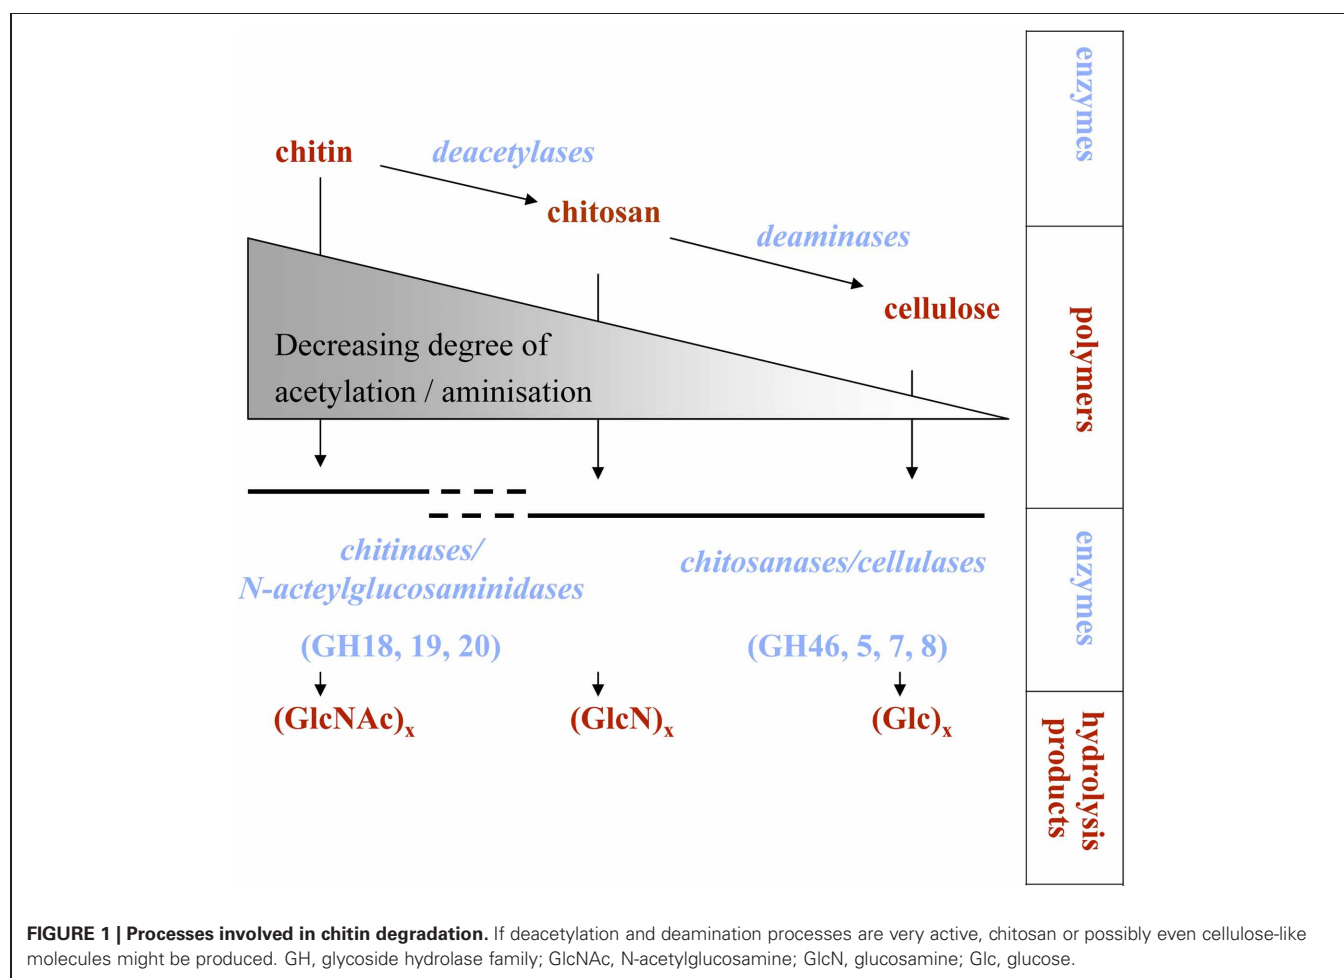 enzymes
chitin
deacetylases
chitosan
deaminases
cellulose
polymers
Decreasing degree of
acetylation / aminisation
chitinases/
N-acteylglucosaminidases
chitosanases/cellulases
enzymes
(GH18, 19, 20)
(GH46, 5, 7, 8)
(GlcNAc)x
(GlcN)x
(Glc)x
hydrolysis
products
FIGURE 1 | Processes involved in chitin degradation. If deacetylation and deamination processes are very active, chitosan or possibly even cellulose-like
molecules might be produced. GH, glycoside hydrolase family; GlcNAc, N-acetylglucosamine; GlcN, glucosamine; Glc, glucose.